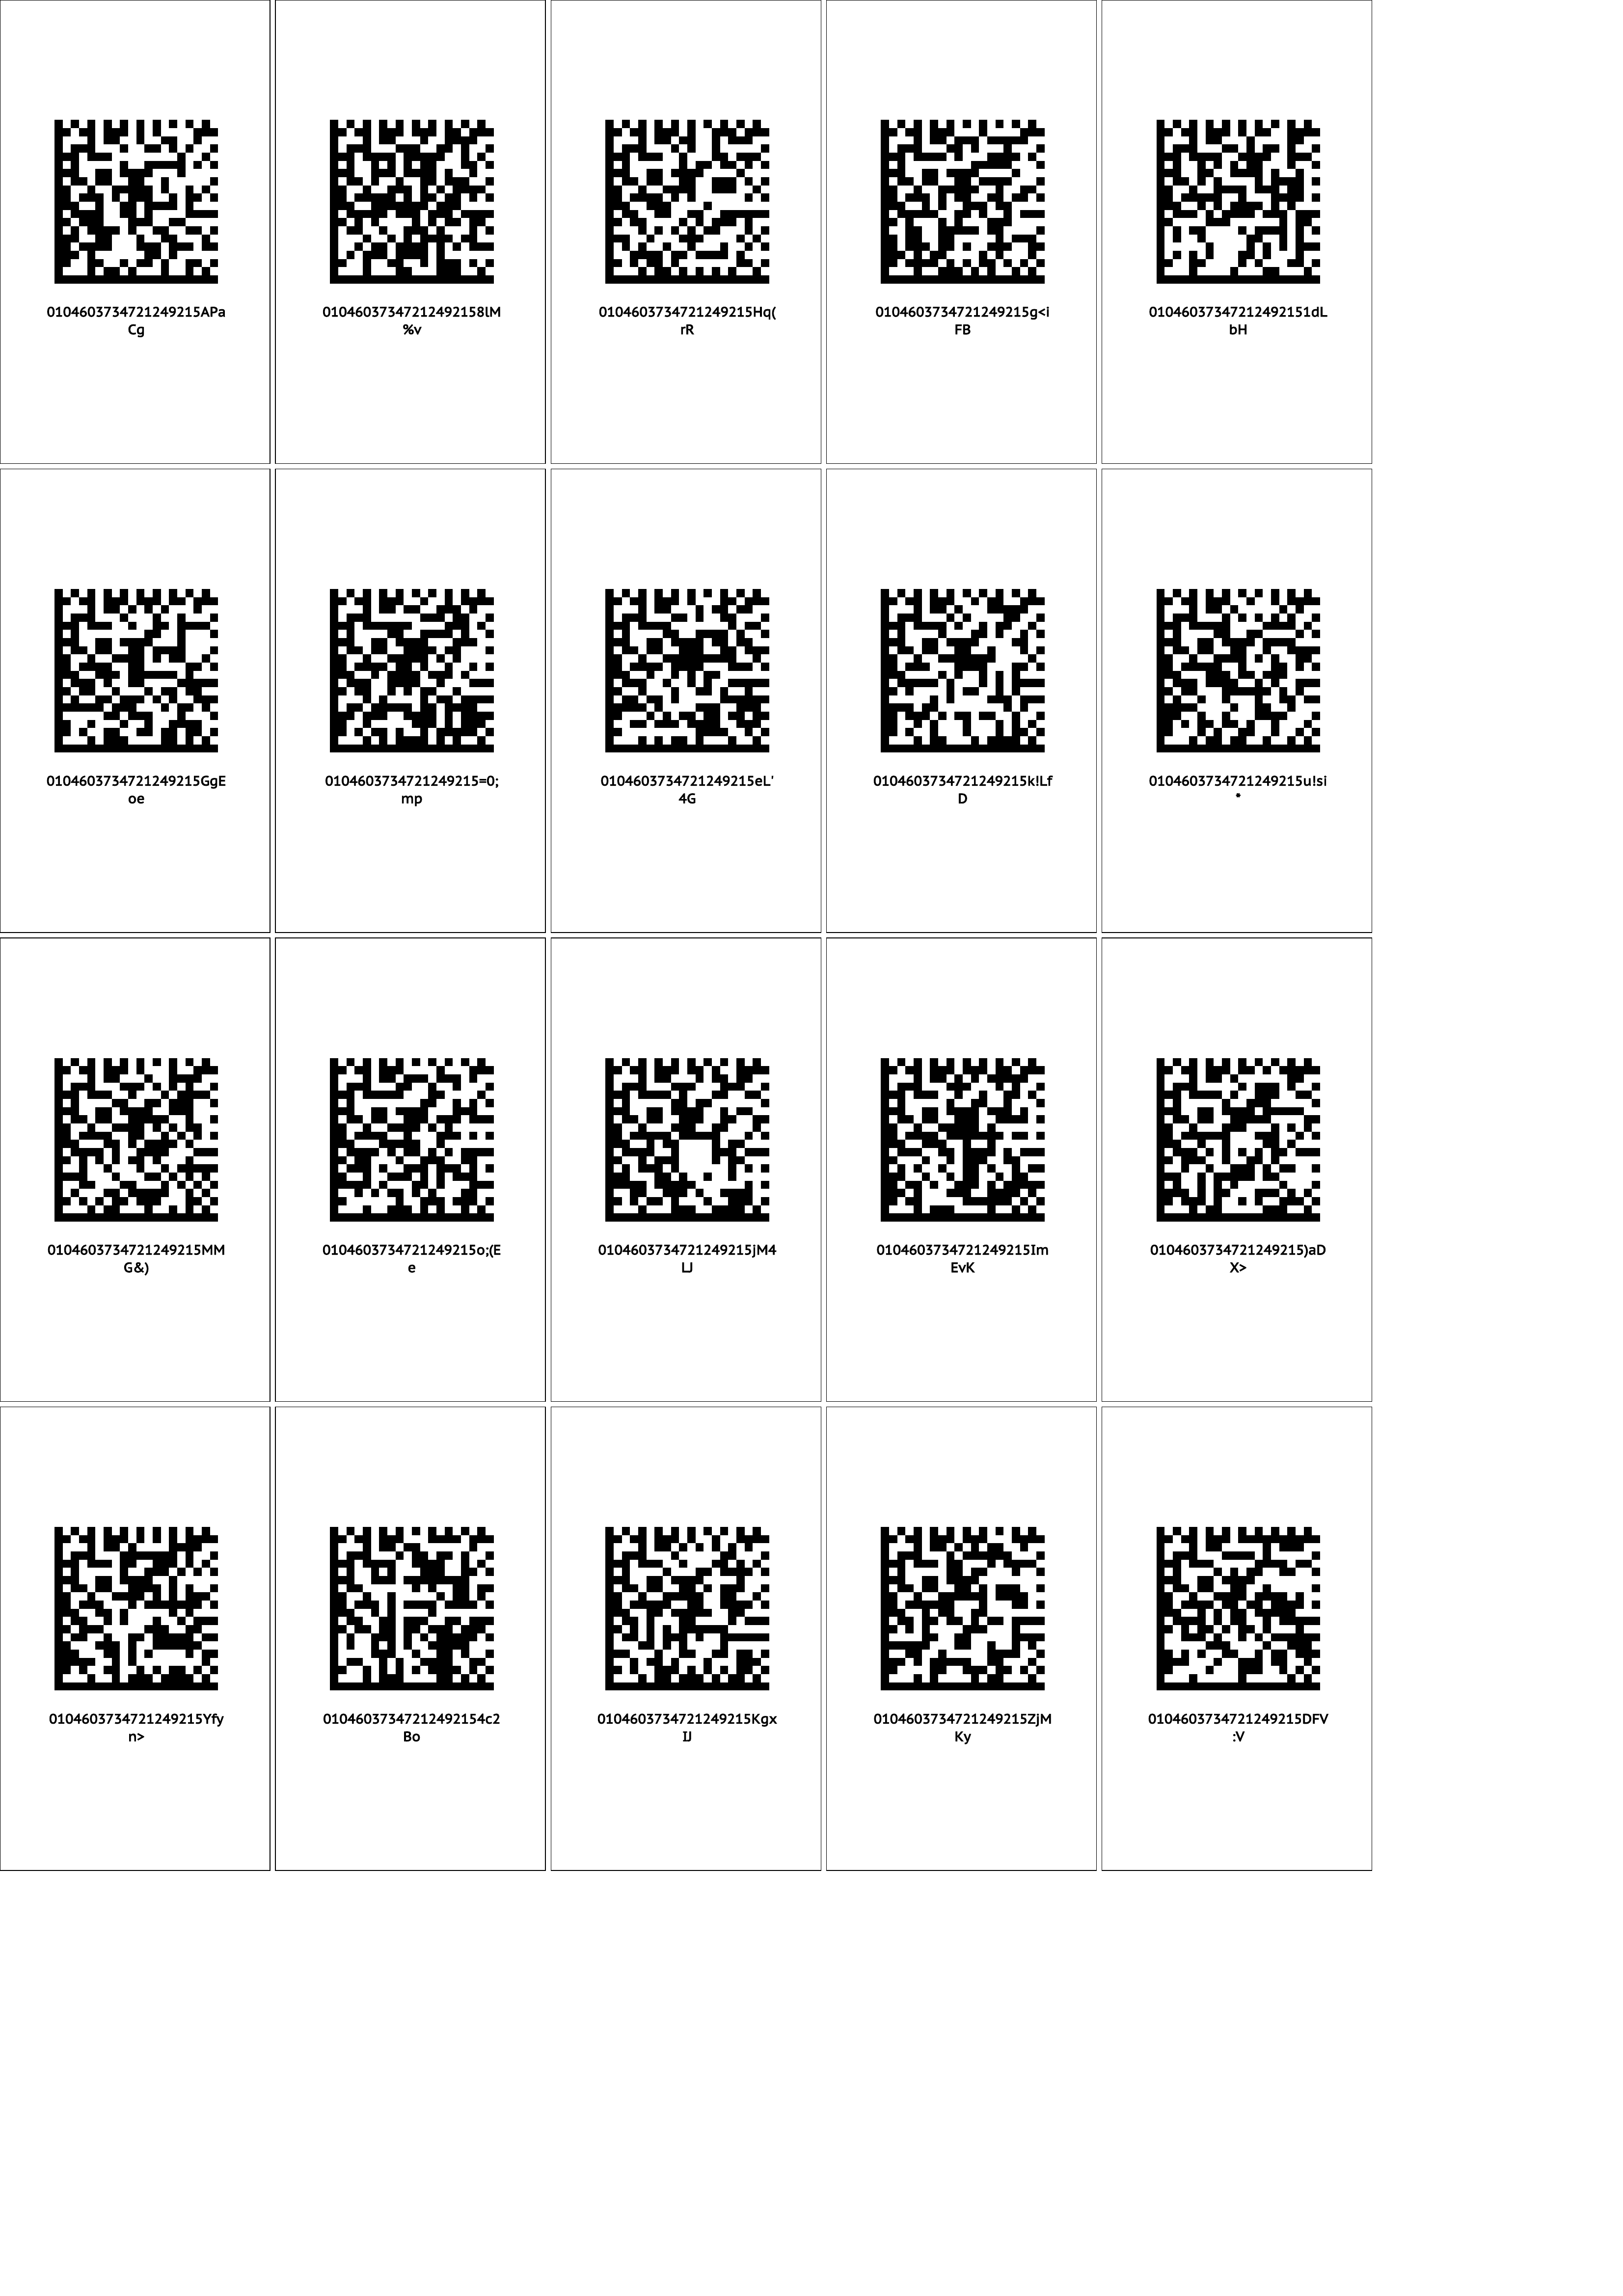 0104603734721249215APa
Cg
01046037347212492158lM
%v
0104603734721249215Hq(
rR
0104603734721249215g<i
FB
0104603734721249215​1dL
bH
0104603734721249215GgE
oe
0104603734721249215=0;
mp
0104603734721249215eL'
4G
0104603734721249215k!Lf
D
0104603734721249215u!si
*
0104603734721249215MM
G&)
0104603734721249215o;(E
e
0104603734721249215jM4
LJ
0104603734721249215Im
EvK
0104603734721249215)aD
X>
0104603734721249215Yfy
n>
01046037347212492154c2
Bo
0104603734721249215Kgx
IJ
0104603734721249215ZjM
Ky
0104603734721249215DFV
:V